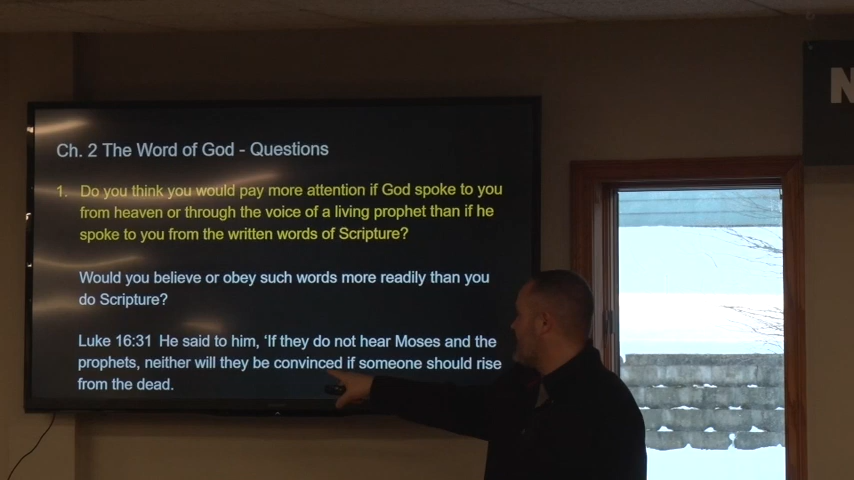 Ch. 2 The Word of God - Questions
1. Do you think you would pay more attention if God spoke to you
from heaven or through the voice of a living prophet than if he
spoke to you from the written words of Scripture?
Would you believe or obey such words more readily than you
do Scripture?
Luke 16:31 He said to him, ‘If they do not hear Moses and the
prophets, neither will they be convinced if someone should rise
from the dead.
N